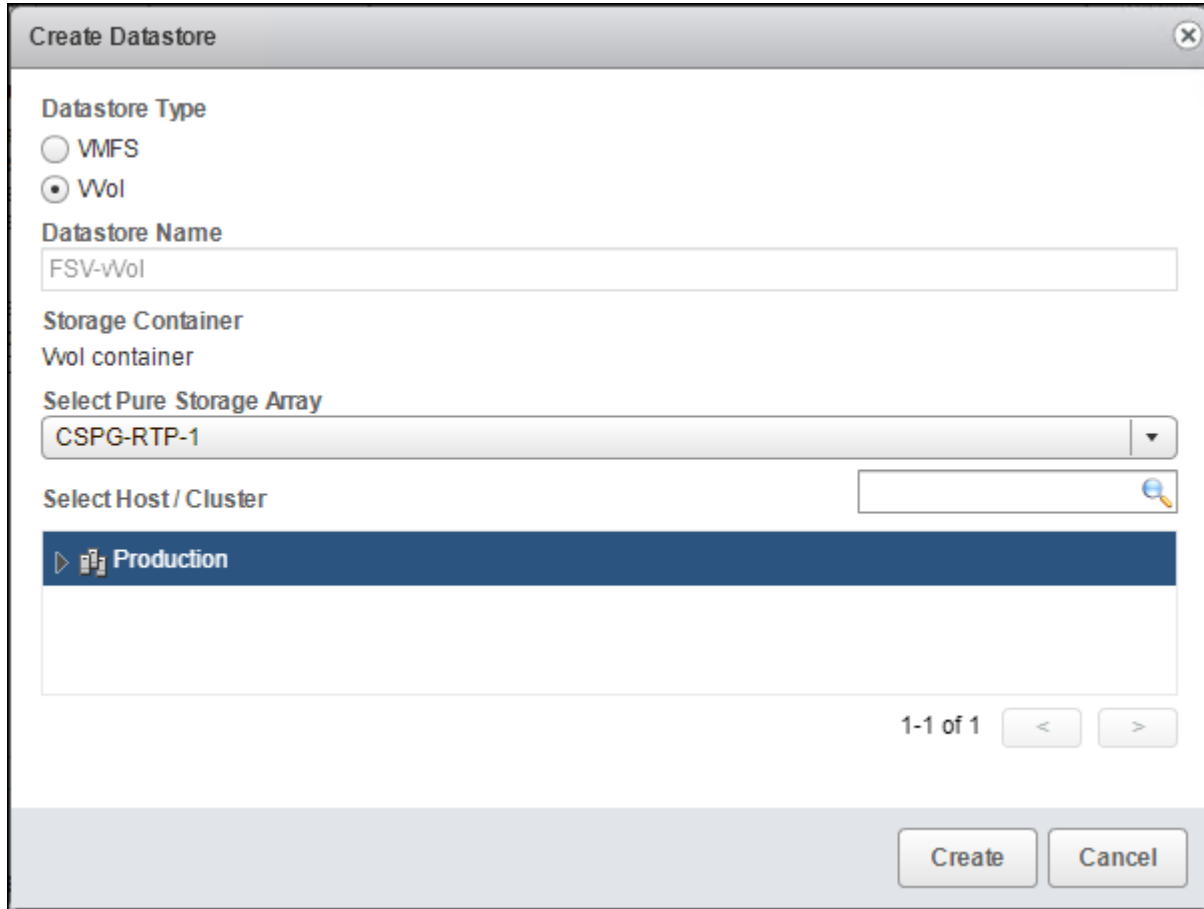 Create Datastore
Datastore Type
VMFS
VVol
Datastore Name
FSV-vVol
Storage Container
Vvol container
Select Pure Storage Array
CSPG-RTP-1
Select Host / Cluster
Production
1-1 of 1 < >
Create Cancel